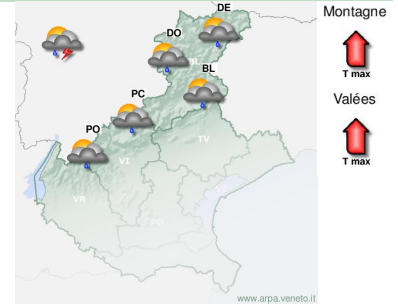 DE
DO
BL
PC
PO
TV
VI
VR
Montagne
T max
Valées
T max
www.arpa.veneto.it